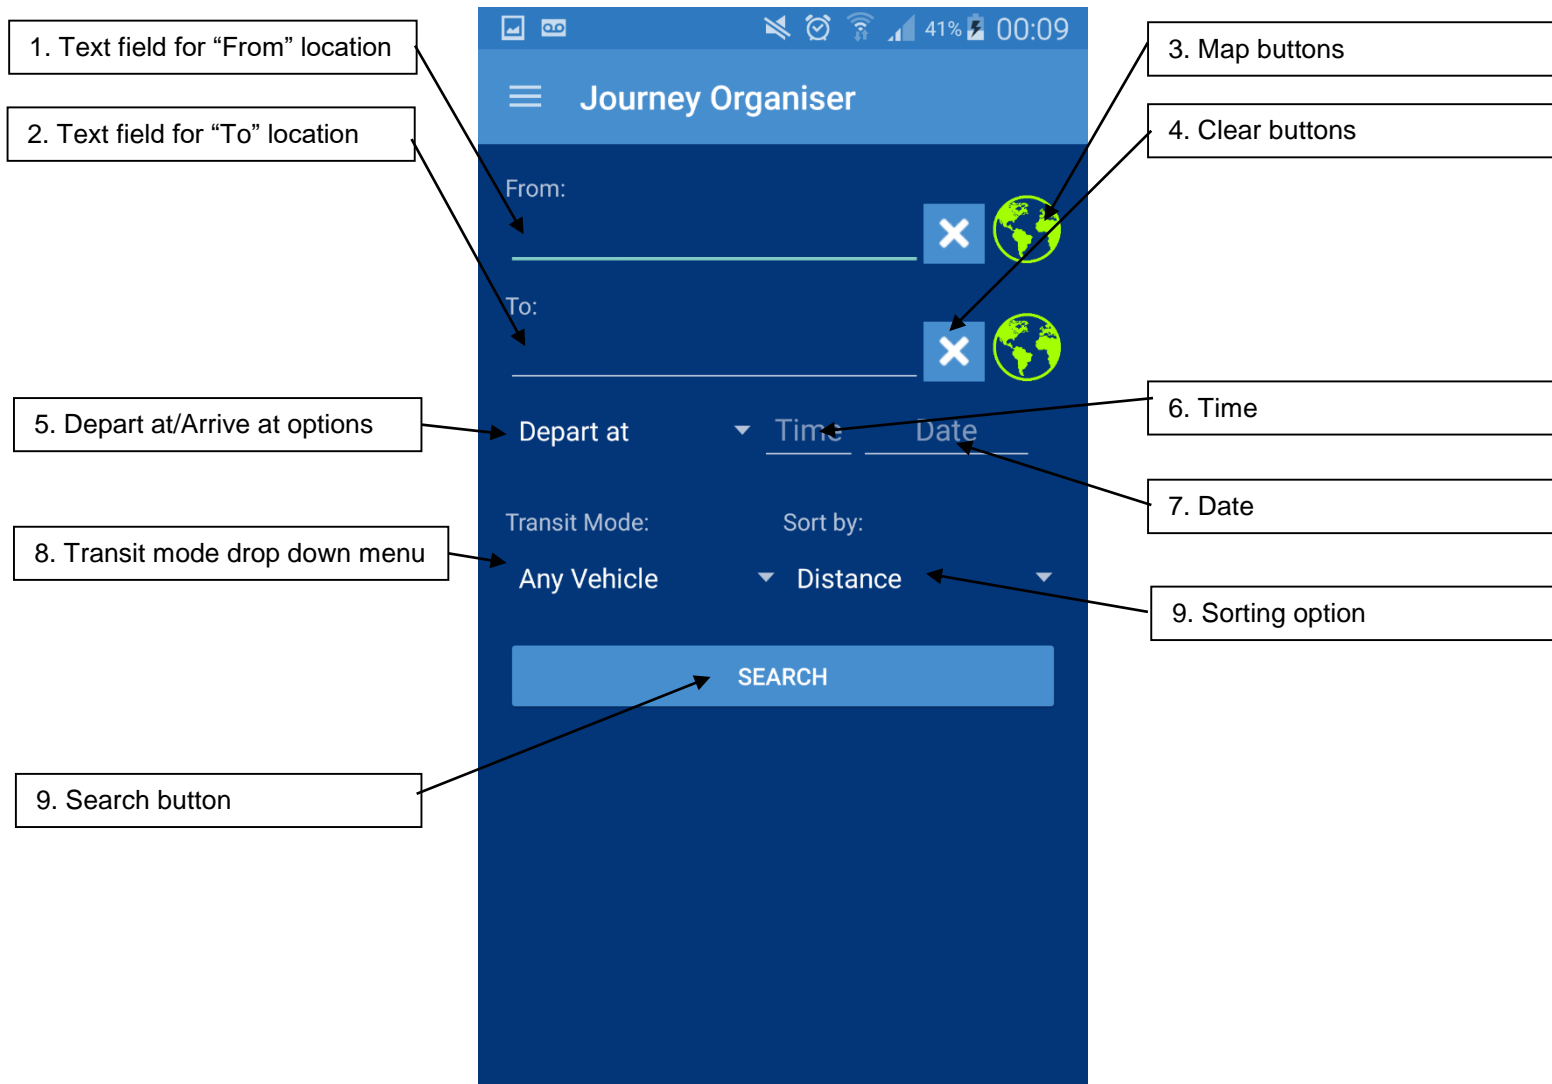 1. Text field for “From” location
2. Text field for “To” location
3. Map buttons
4. Clear buttons
41% 00:09
Journey Organiser
From:
To:
5. Depart at/Arrive at options
Depart at Time Date
6. Time
7. Date
Transit Mode: Sort by:
8. Transit mode drop down menu
Any Vehicle Distance
9. Sorting option
SEARCH
9. Search button